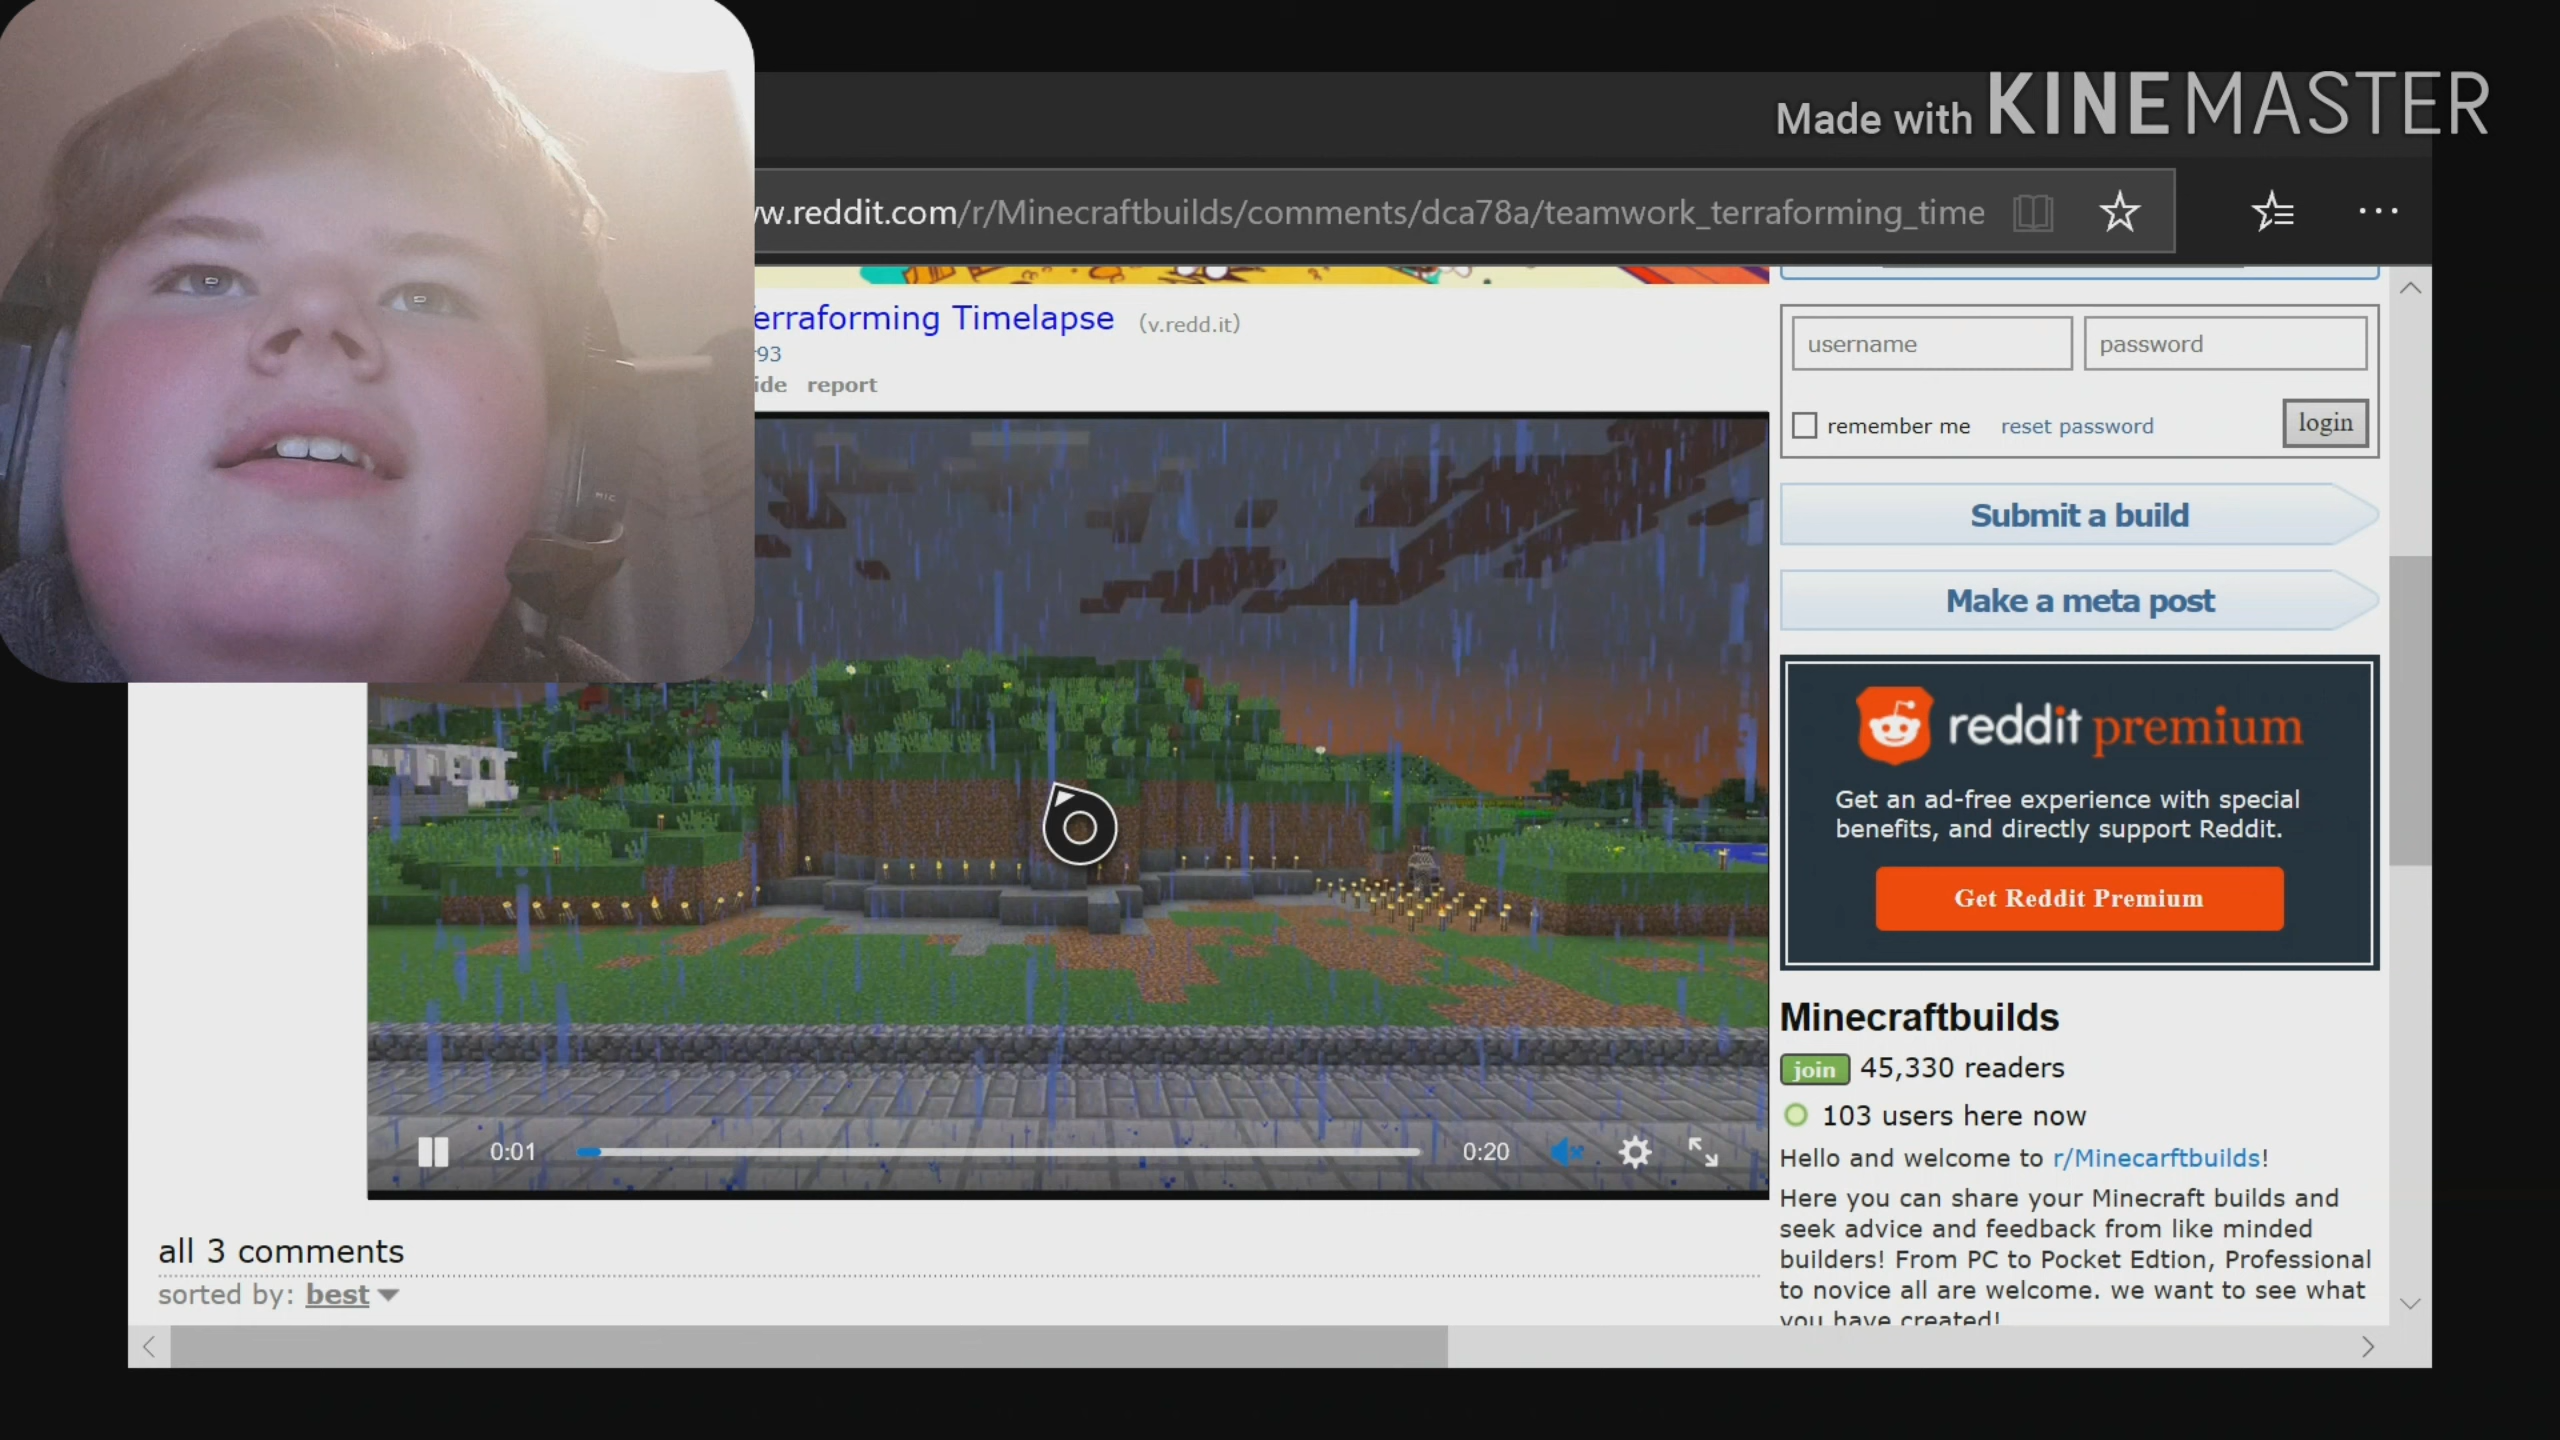 Made with KINEMASTER
w.reddit.com/r/Minecraftbuilds/comments/dca78a/teamwork_terraforming_time
erraforming Timelapse (v.redd.it)
93
ide report
username password
remember me reset password login
MIC
Submit a build
Make a meta post
reddit premium
Get an ad-free experience with special
benefits, and directly support Reddit.
Get Reddit Premium
Minecraftbuilds
join 45,330 readers
103 users here now
0:01 0:20
Hello and welcome to r/Minecarftbuilds!
Here you can share your Minecraft builds and
seek advice and feedback from like minded
builders! From PC to Pocket Edtion, Professional
to novice all are welcome. we want to see what
you have created!
all 3 comments
sorted by: best